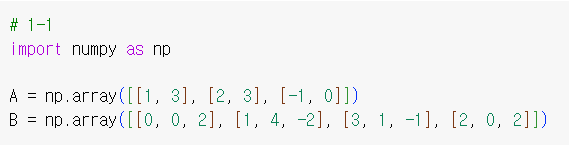 # 1-1
import numpy as np
A = np.array([[1, 3], [2, 3], [-1, 0]])
B = np.array([[0, 0, 2], [1, 4, -2], [3, 1, -1], [2, 0, 2]])